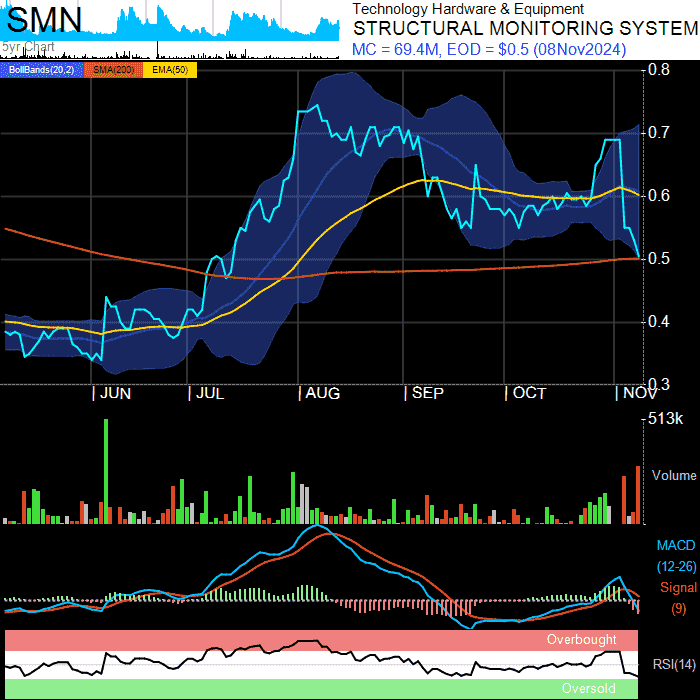 SMN
5yr Chart
Technology Hardware & Equipment
STRUCTURAL MONITORING SYSTEM
MC = 69.4M, EOD = $0.5 (08Nov2024)
BollBands(20,2) SMA(200) EMA(50)
0.8
0.7
0.6
0.5
0.4
0.3
JUN JUL AUG SEP OCT NOV
513k
Volume
MACD
(12-26)
Signal
(9)
Overbought
RSI(14)
Oversold